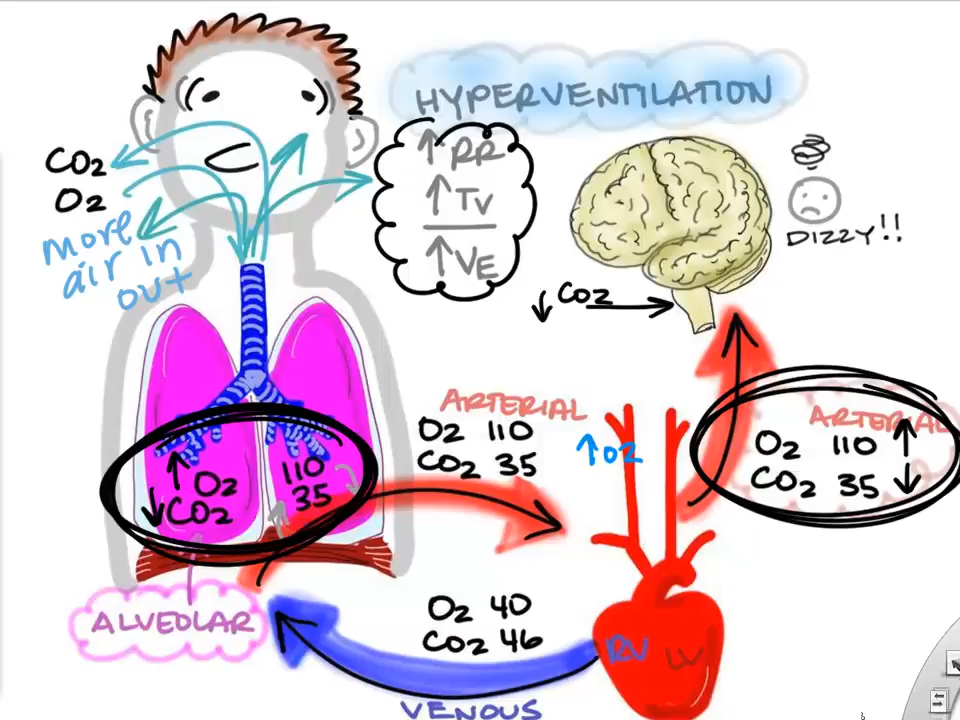 HYPERVENTILATION
↑ RR
↑ TV
↑ VE
CO2
O2
more
air in
out
DIZZY!!
↓ CO2
ARTERIAL
O2 110
CO2 35
↑O2
ARTERIAL
O2 110 ↑
CO2 35 ↓
↑ O2 110
↓ CO2 35
ALVEOLAR
O2 40
CO2 46
RV LV
VENOUS